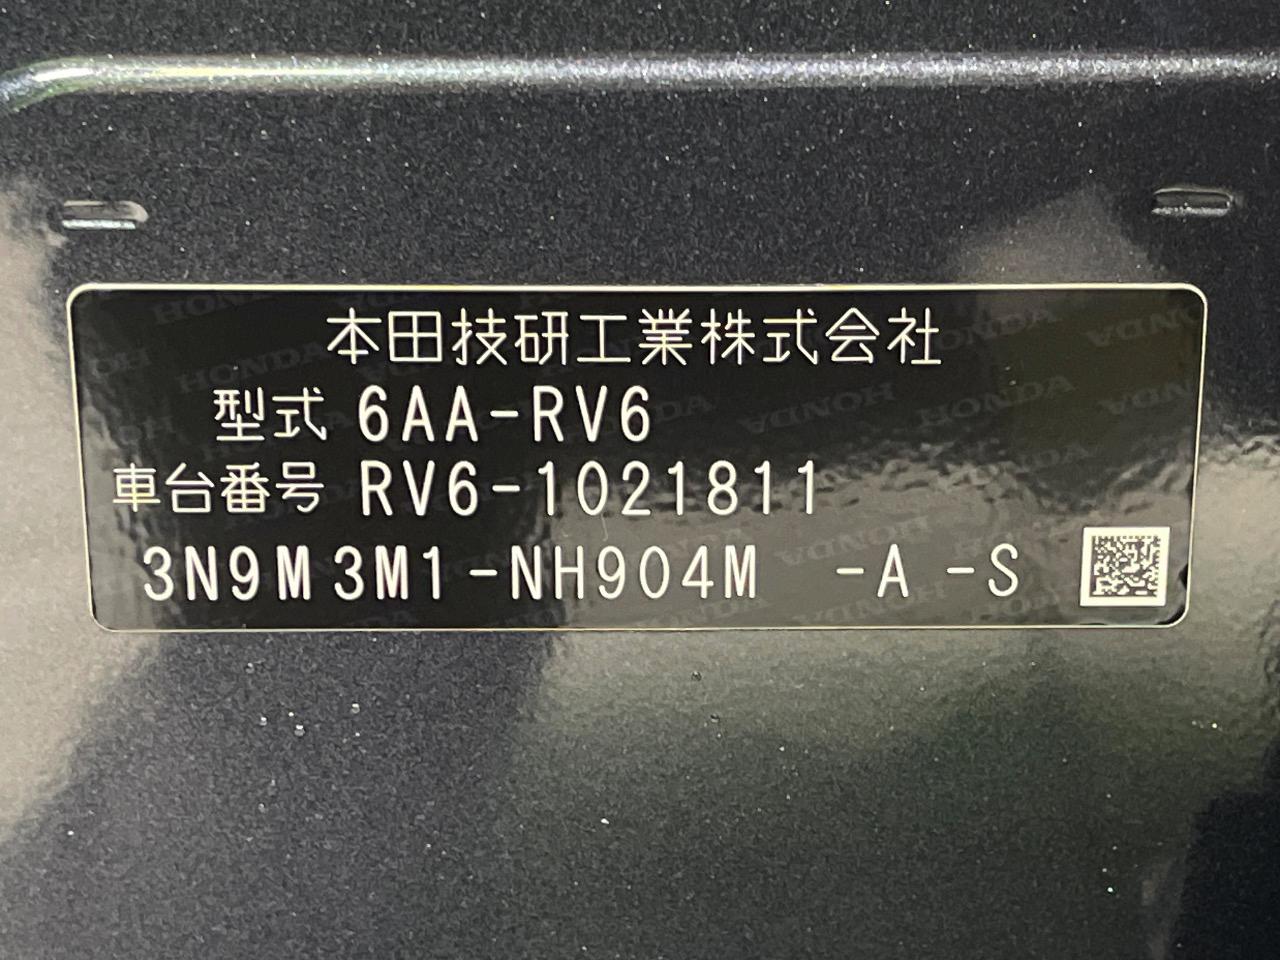 本田技研工業株式会社
型式 6AA-RV6
車台番号 RV6-1021811
3N9M3M1-NH904M -A -S